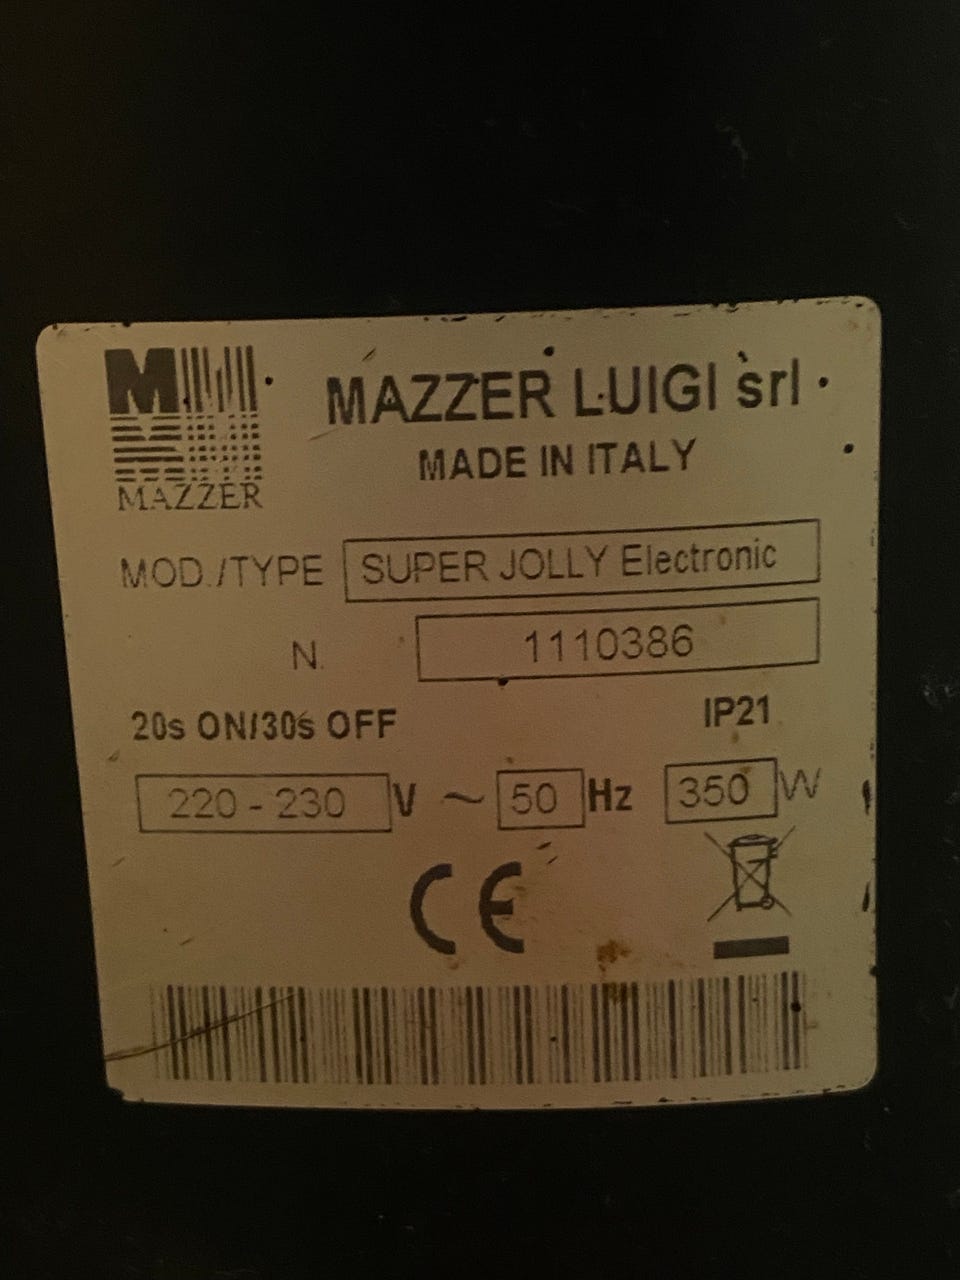 MAZZER
MAZZER LUIGI srl
MADE IN ITALY
MOD./TYPE SUPER JOLLY Electronic
N. 1110386
20s ON/30s OFF IP21
220 - 230 V ~ 50 Hz 350 W
CE